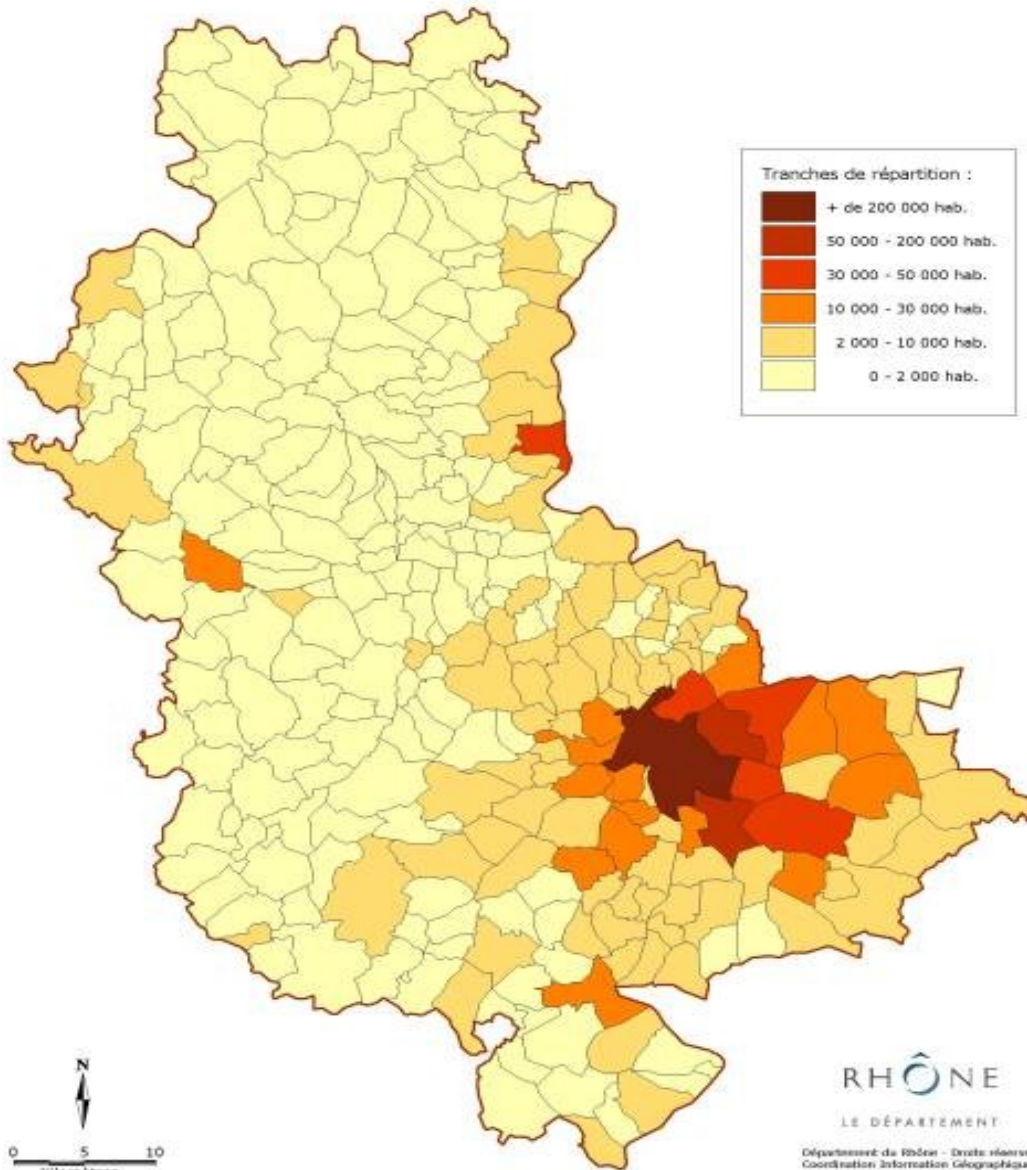 Tranches de répartition :
+ de 200 000 hab.
50 000 - 200 000 hab.
30 000 - 50 000 hab.
10 000 - 30 000 hab.
2 000 - 10 000 hab.
0 - 2 000 hab.
N
0 5 10
RHÔNE
LE DÉPARTEMENT
Département du Rhône - Droits
Coordination Information Géographique